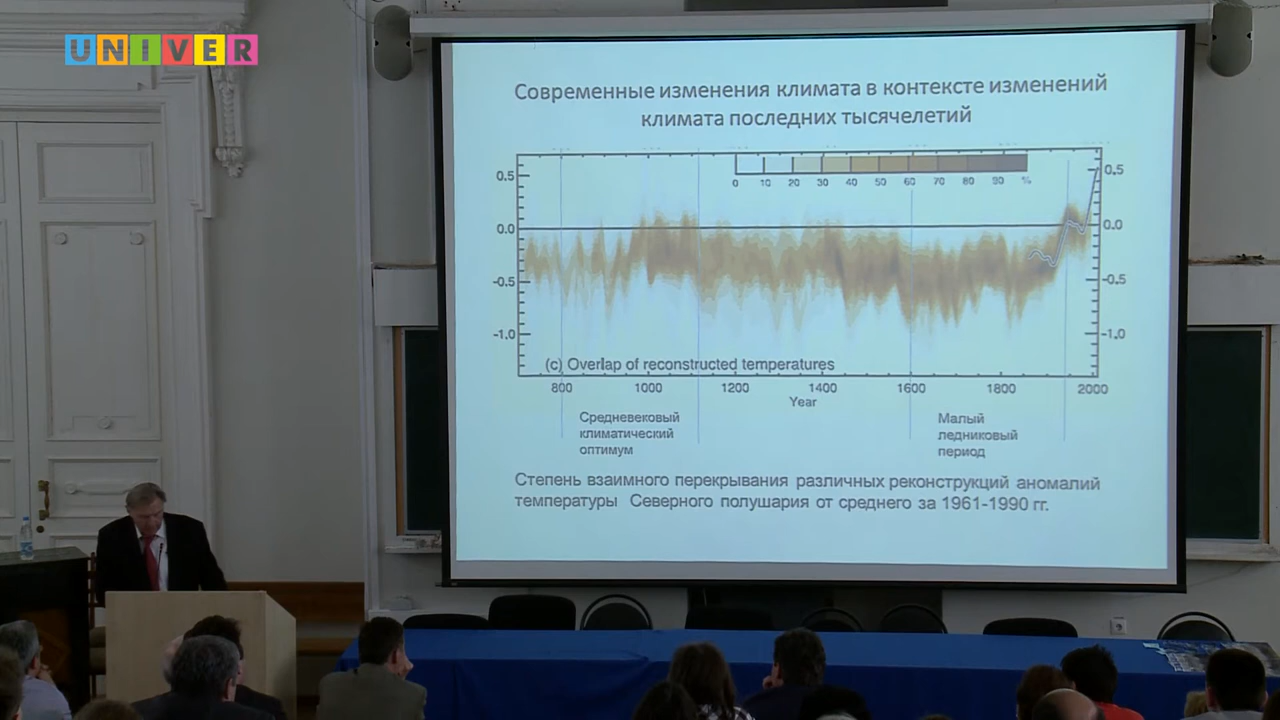 UNIVER
Современные изменения климата в контексте изменений
климата последних тысячелетий
0 10 20 30 40 50 60 70 80 90 %
0.5 0.5
0.0 0.0
-0.5 -0.5
-1.0 -1.0
(c) Overlap of reconstructed temperatures
800 1000 1200 1400 1600 1800 2000
Year
Средневековый
климатический
оптимум
Малый
ледниковый
период
Степень взаимного перекрывания различных реконструкций аномалий
температуры Северного полушария от среднего за 1961-1990 гг.